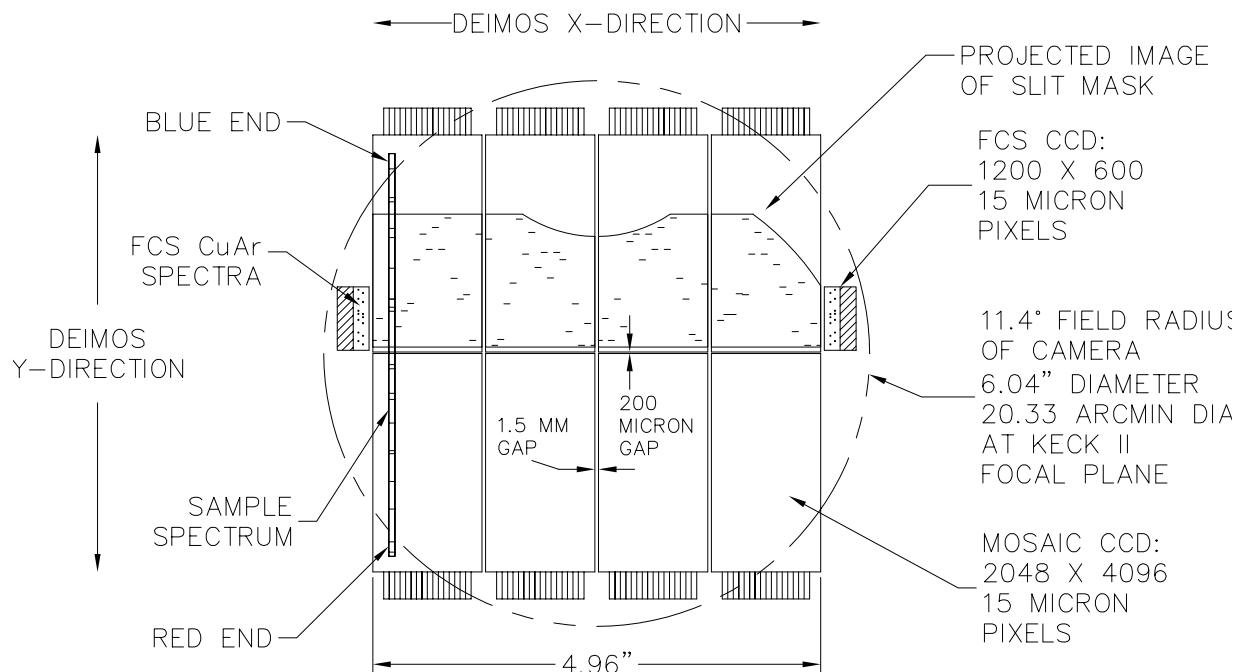 DEIMOS X-DIRECTION
PROJECTED IMAGE
OF SLIT MASK
BLUE END
FCS CCD:
1200 X 600
15 MICRON
PIXELS
FCS CuAr
SPECTRA
DEIMOS
Y-DIRECTION
11.4° FIELD RADIUS
OF CAMERA
6.04” DIAMETER
20.33 ARCMIN DIA
AT KECK II
FOCAL PLANE
1.5 MM
GAP
200
MICRON
GAP
SAMPLE
SPECTRUM
MOSAIC CCD:
2048 X 4096
15 MICRON
PIXELS
RED END
4.96”